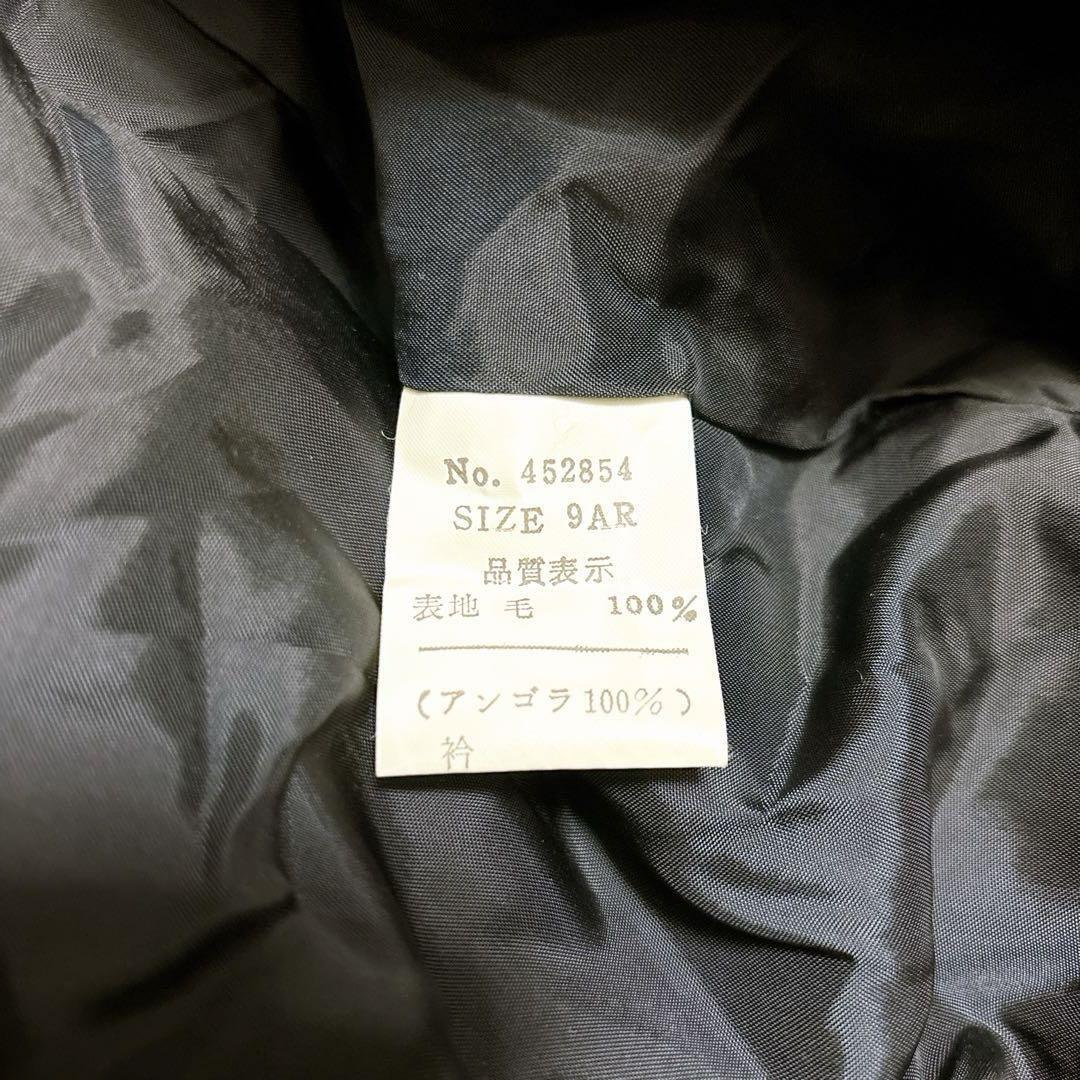 No. 452854
SIZE 9AR
品質表示
表地 毛 100%
(アンゴラ100%)
衿